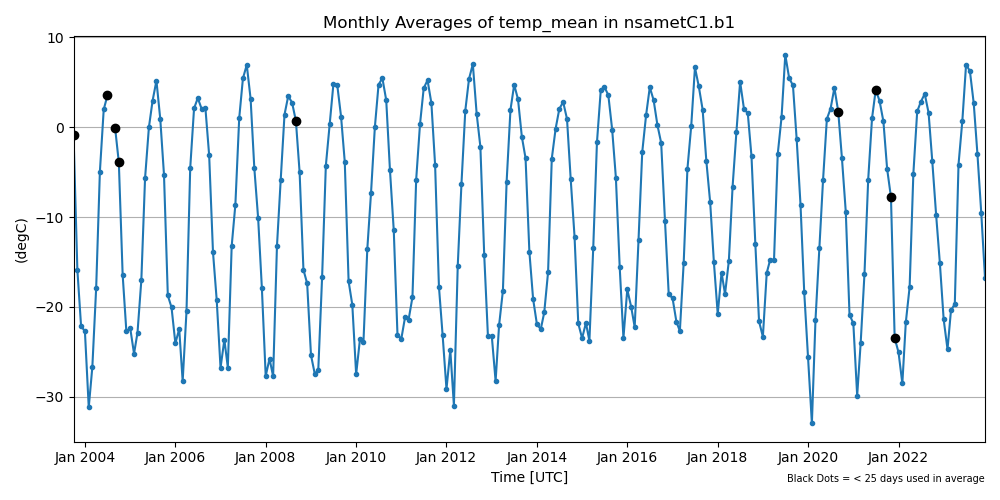 Monthly Averages of temp_mean in nsametC1.b1
10
0
−10
−20
−30
(degC)
Jan 2004 Jan 2006 Jan 2008 Jan 2010 Jan 2012 Jan 2014 Jan 2016 Jan 2018 Jan 2020 Jan 2022
Time [UTC]
Black Dots = < 25 days used in average